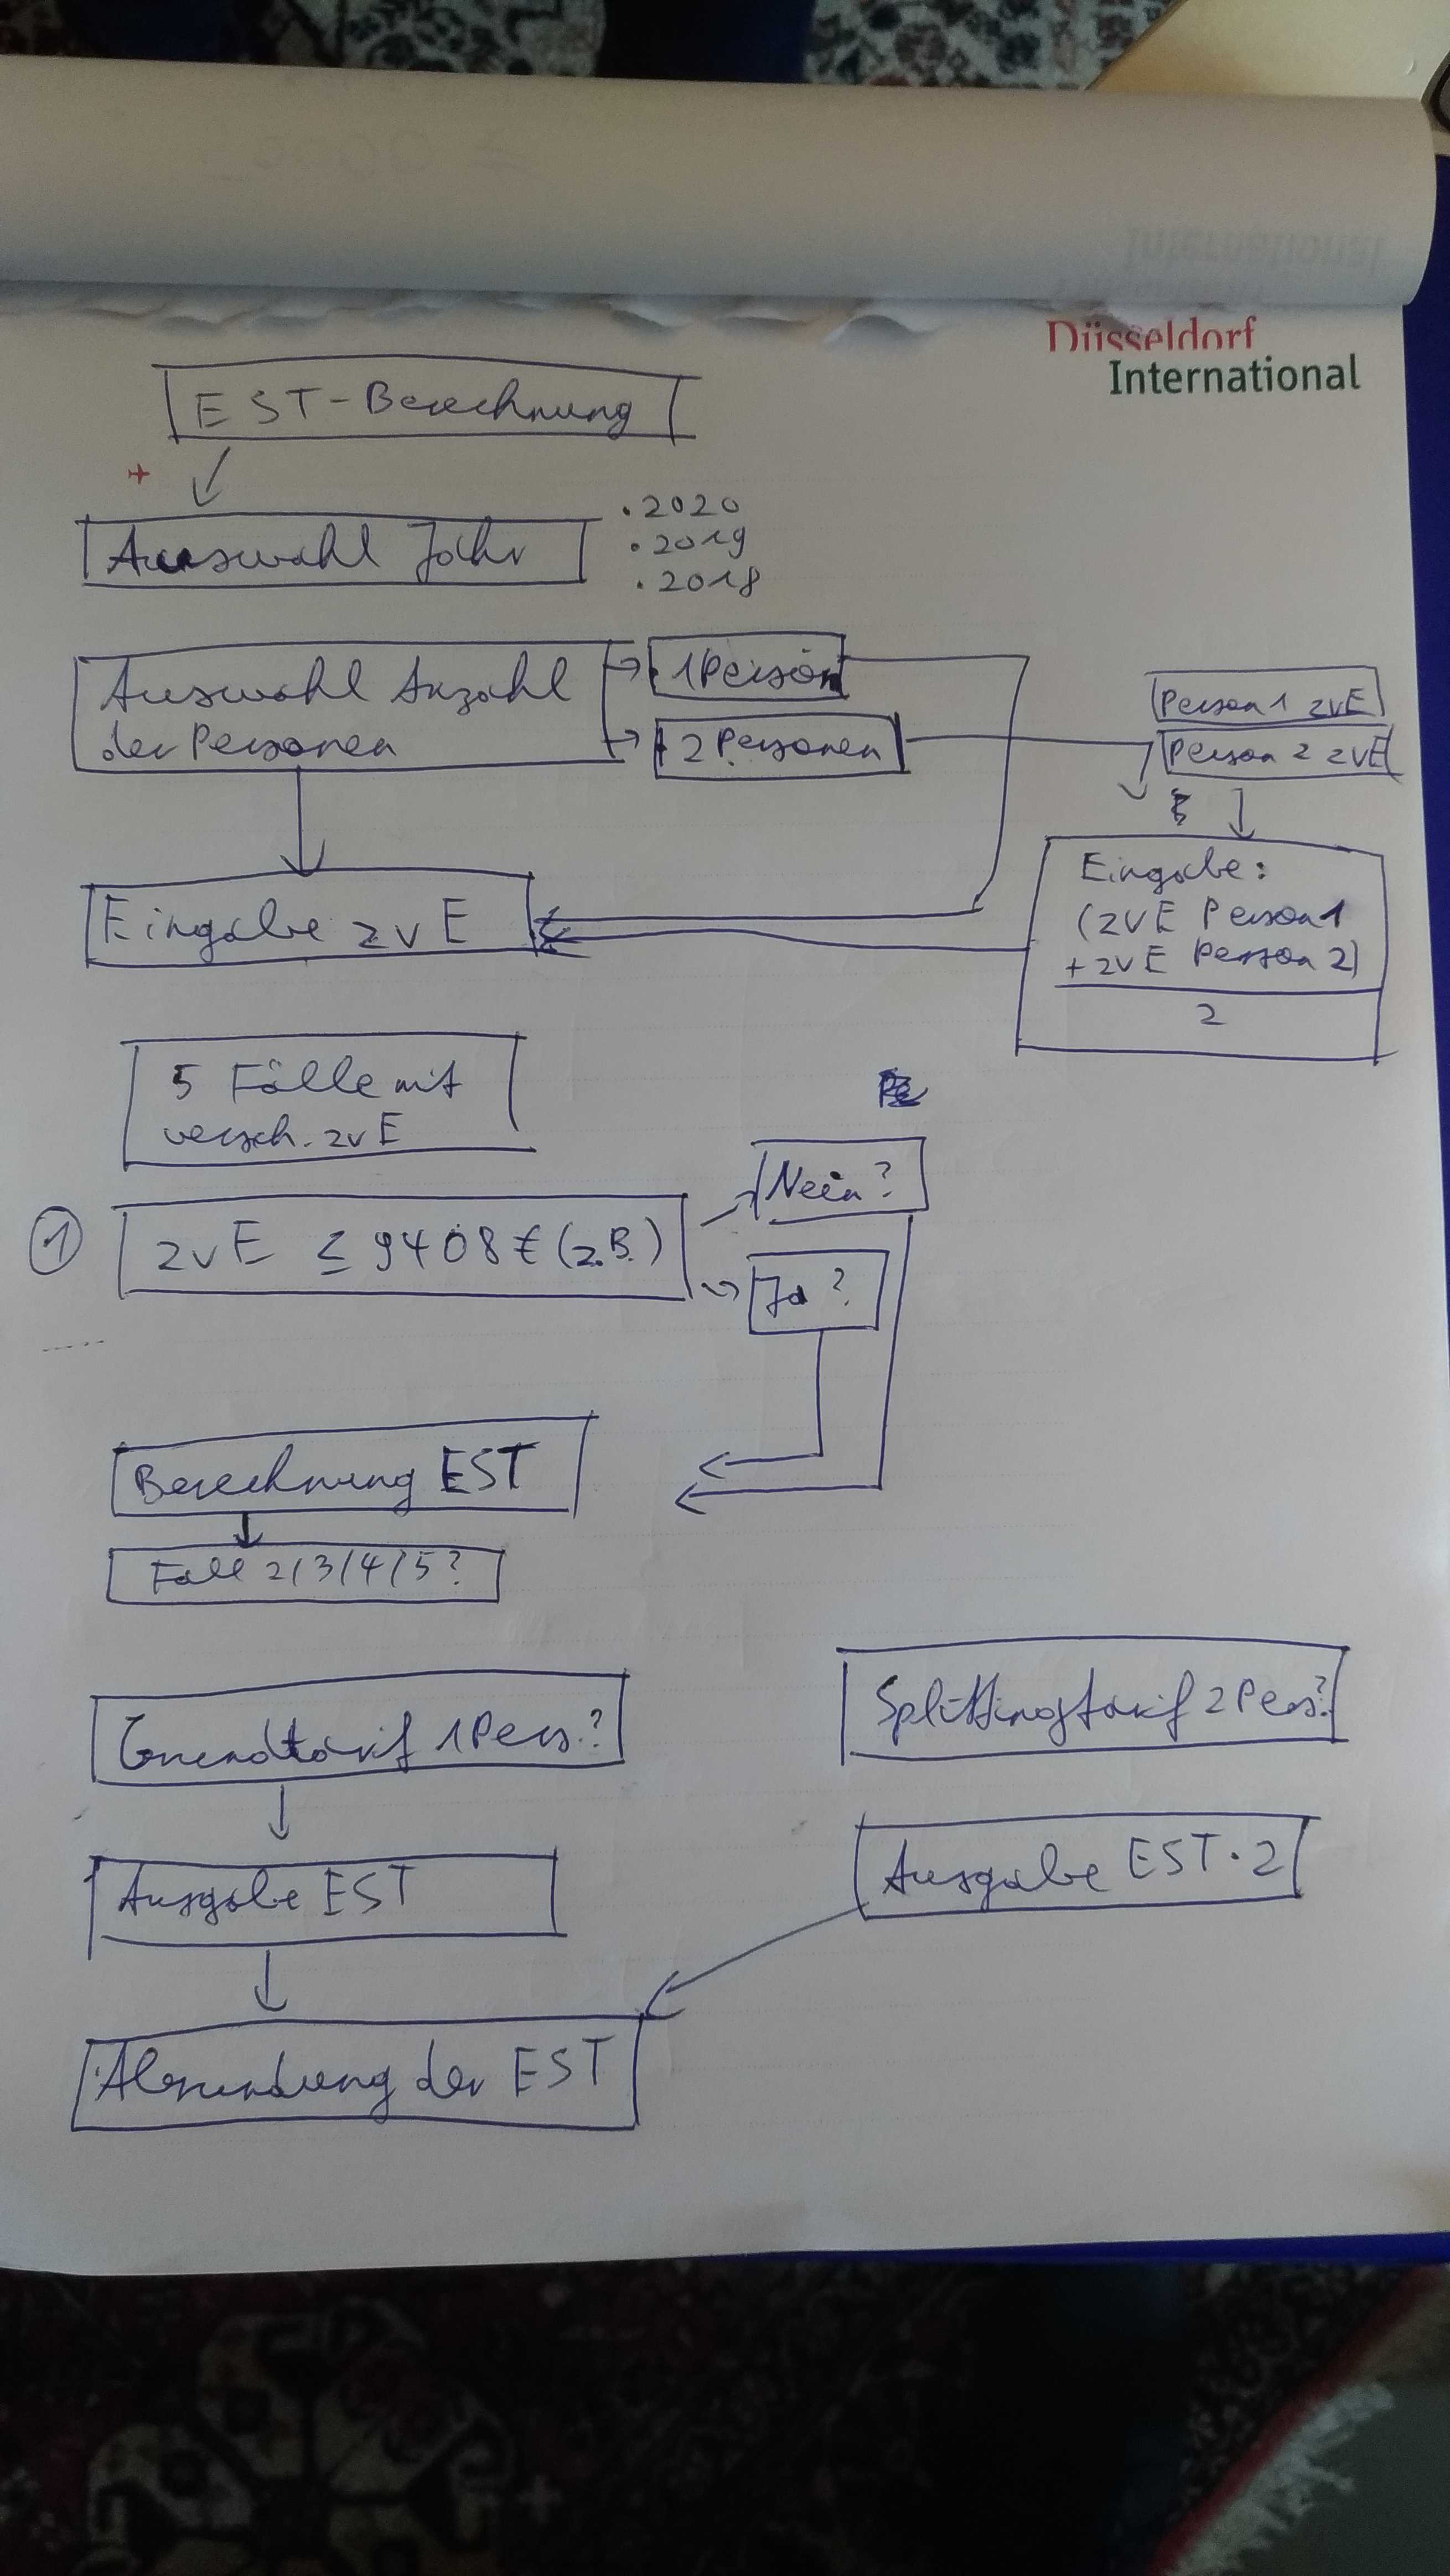 Düsseldorf
International
EST-Berechnung
Auswahl Jahr
. 2020
. 2019
. 2018
Auswahl Anzahl
der Personen
1 Person
2 Personen
Person 1 zvE
Person 2 zvE
Eingabe:
(zvE Person 1
+ zvE Person 2)
2
Eingabe zvE
5 Fälle mit
versch. zvE
1
zvE ≤ 9408 € (z.B.)
Nein?
Ja?
Berechnung EST
Fall 2/3/4/5?
Grundtarif 1 Pers.?
Splittingtarif 2 Pers.?
Ausgabe EST
Ausgabe EST · 2
Abrundung der EST